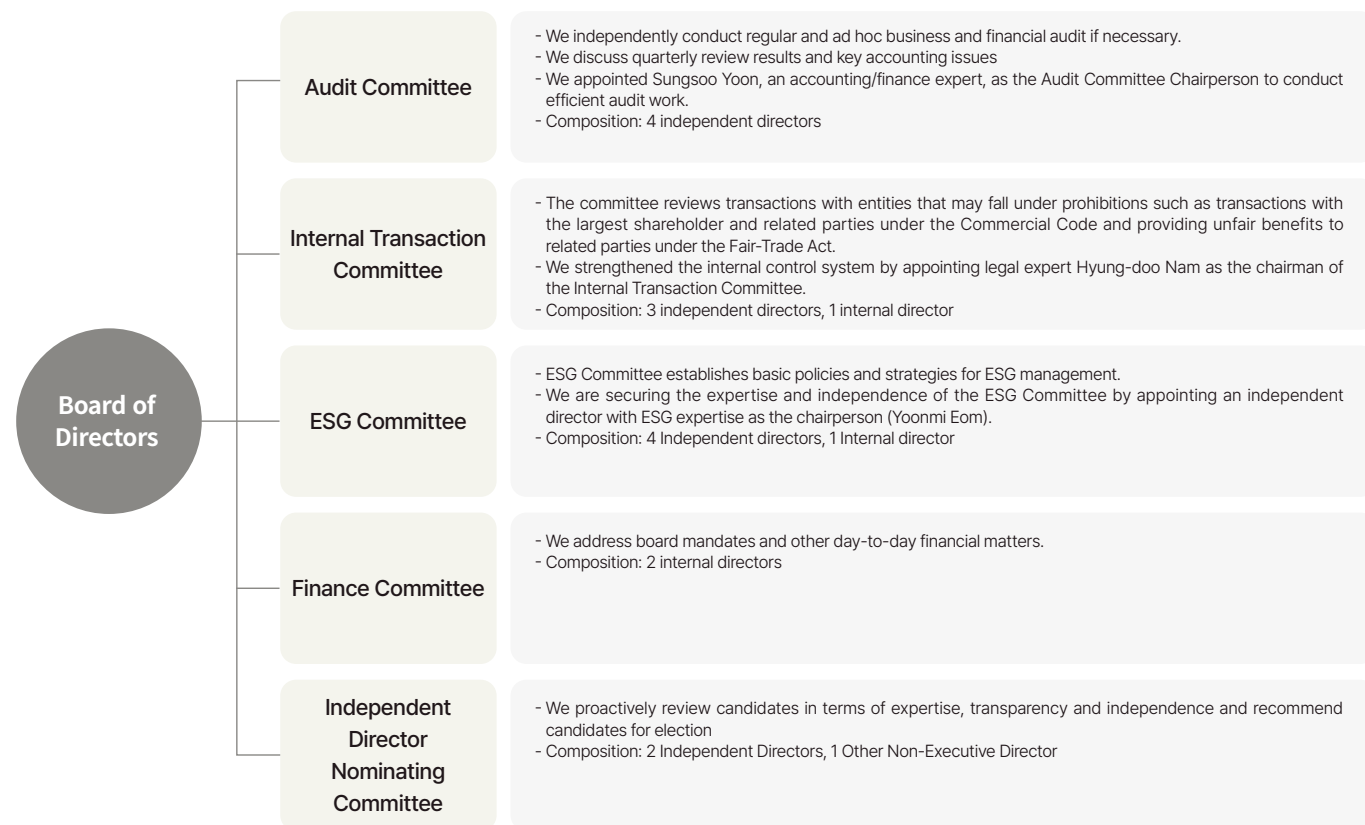 Board of
Directors
Audit Committee
- We independently conduct regular and ad hoc business and financial audit if necessary.
- We discuss quarterly review results and key accounting issues
- We appointed Sungsoo Yoon, an accounting/finance expert, as the Audit Committee Chairperson to conduct
efficient audit work.
- Composition: 4 independent directors
Internal Transaction
Committee
- The committee reviews transactions with entities that may fall under prohibitions such as transactions with
the largest shareholder and related parties under the Commercial Code and providing unfair benefits to
related parties under the Fair-Trade Act.
- We strengthened the internal control system by appointing legal expert Hyung-doo Nam as the chairman of
the Internal Transaction Committee.
- Composition: 3 independent directors, 1 internal director
ESG Committee
- ESG Committee establishes basic policies and strategies for ESG management.
- We are securing the expertise and independence of the ESG Committee by appointing an independent
director with ESG expertise as the chairperson (Yoonmi Eom).
- Composition: 4 Independent directors, 1 Internal director
Finance Committee
- We address board mandates and other day-to-day financial matters.
- Composition: 2 internal directors
Independent
Director
Nominating
Committee
- We proactively review candidates in terms of expertise, transparency and independence and recommend
candidates for election
- Composition: 2 Independent Directors, 1 Other Non-Executive Director